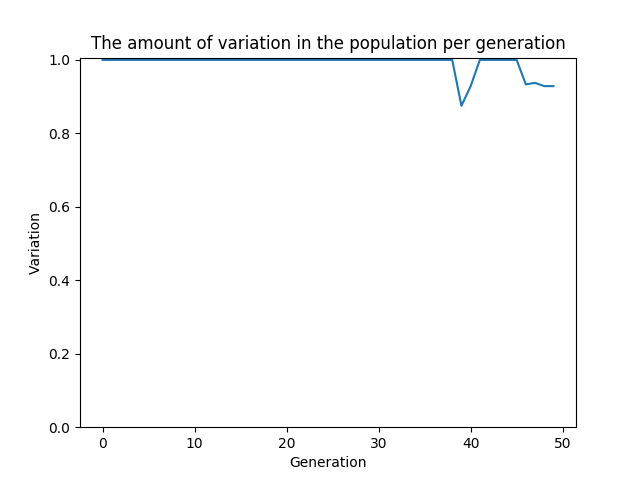 The amount of variation in the population per generation
1.0
0.8
0.6
0.4
0.2
0.0
Variation
0 10 20 30 40 50
Generation